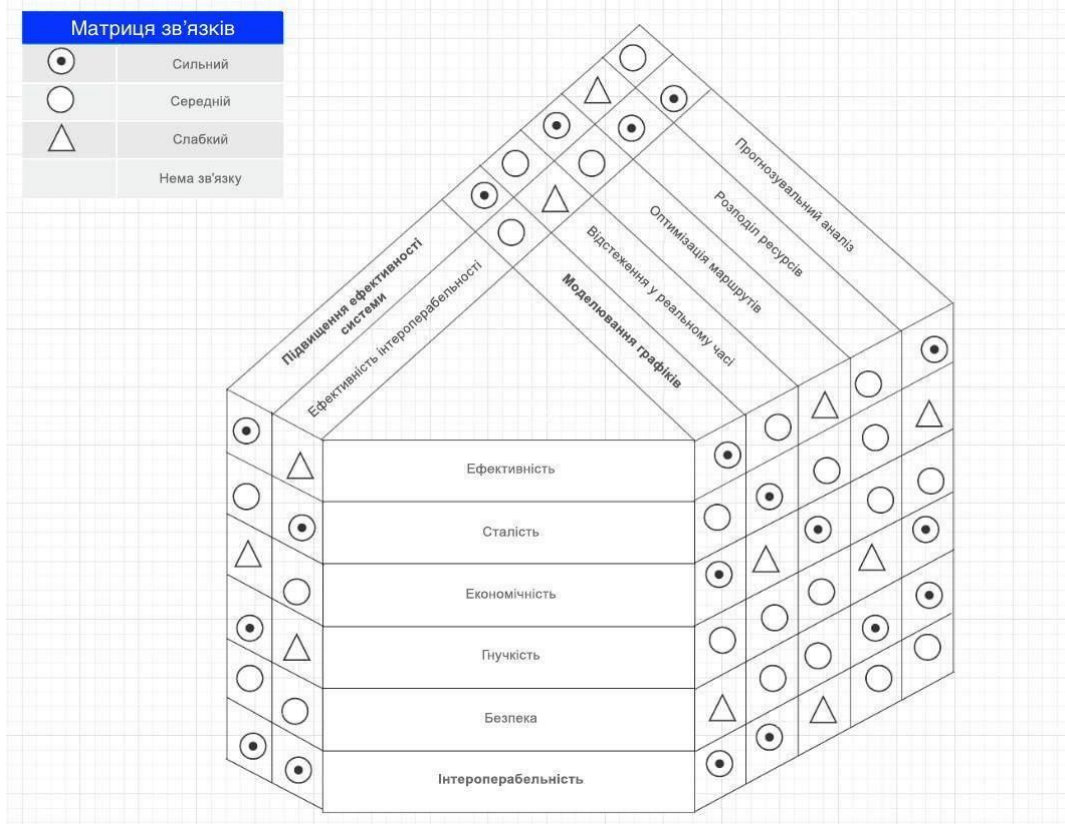 Матриця зв’язків
Сильний
Середній
Слабкий
Нема зв'язку
Прогнозувальний аналіз
Розподіл ресурсів
Оптимізація маршрутів
Відстеження у реальному часі
Моделювання графіків
Підвищення ефективності
системи
Ефективність інтероперабельності
Ефективність
Сталість
Економічність
Гнучкість
Безпека
Інтероперабельність